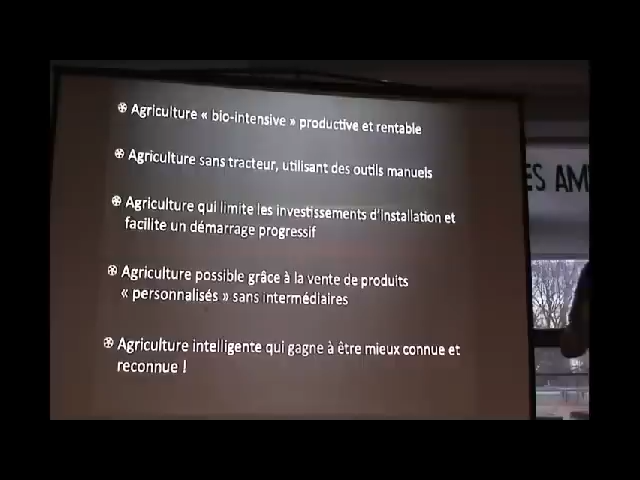 Agriculture « bio-intensive » productive et rentable
Agriculture sans tracteur, utilisant des outils manuels
Agriculture qui limite les investissements d'installation et
facilite un démarrage progressif
Agriculture possible grâce à la vente de produits
« personnalisés » sans intermédiaires
Agriculture intelligente qui gagne à être mieux connue et
reconnue !
ES AM